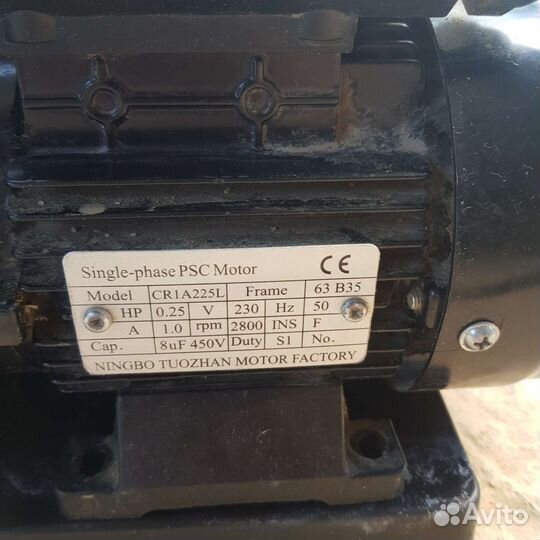 Single-phase PSC Motor CE
Model CR1A225L Frame 63 B35
HP 0.25 V 230 Hz 50
A 1.0 rpm 2800 INS F
Cap. 8uF 450V Duty S1 No.
NINGBO TUOZHAN MOTOR FACTORY
Avito